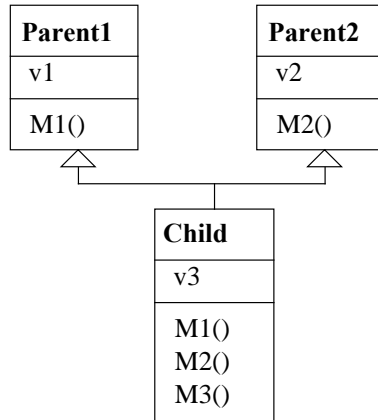 Parent1
v1
M1()
Parent2
v2
M2()
Child
v3
M1()
M2()
M3()